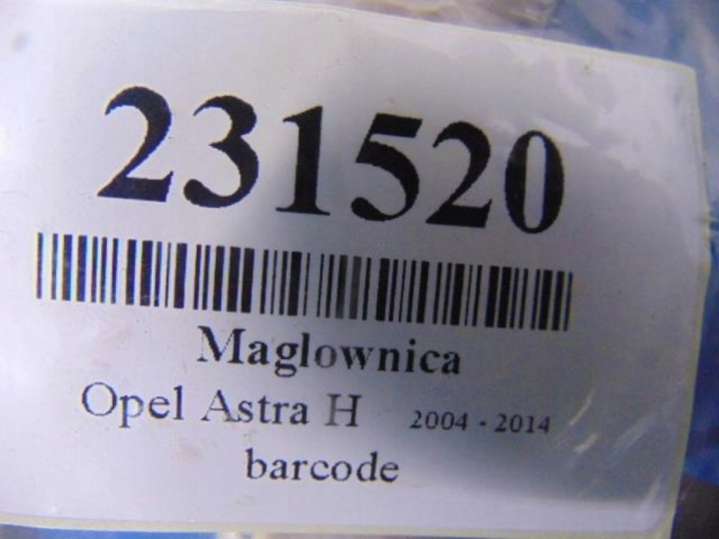 231520
Maglownica
Opel Astra H 2004 - 2014
barcode